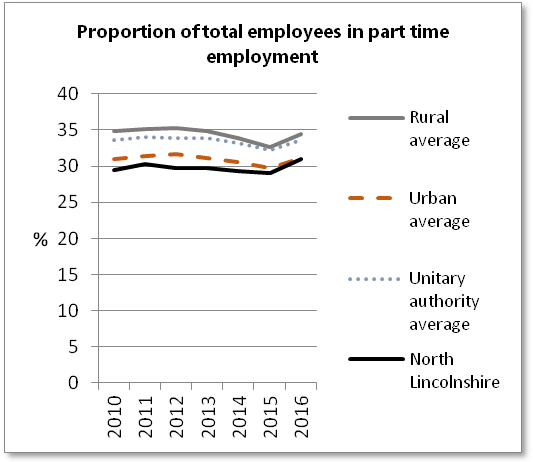 Proportion of total employees in part time
employment
40
35
30
25
20
15
10
5
0
%
2010
2011
2012
2013
2014
2015
2016
Rural
average
Urban
average
Unitary
authority
average
North
Lincolnshire